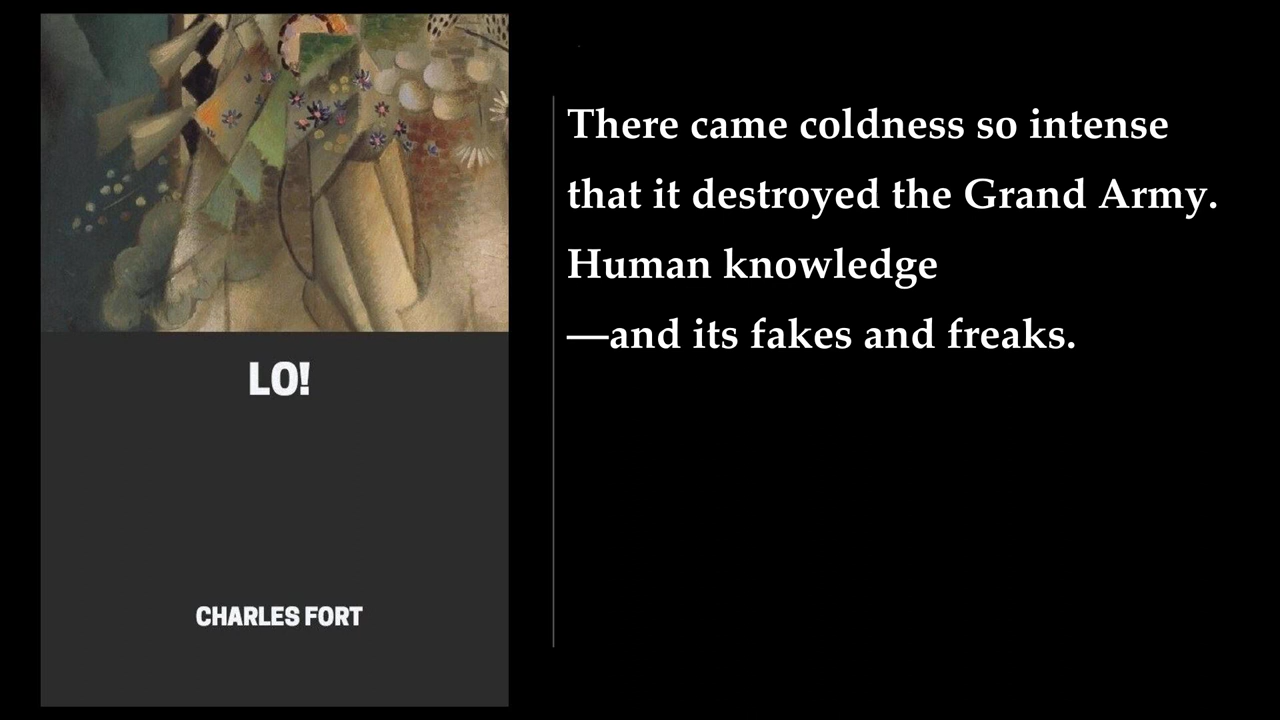 LO!
CHARLES FORT
There came coldness so intense
that it destroyed the Grand Army.
Human knowledge
—and its fakes and freaks.